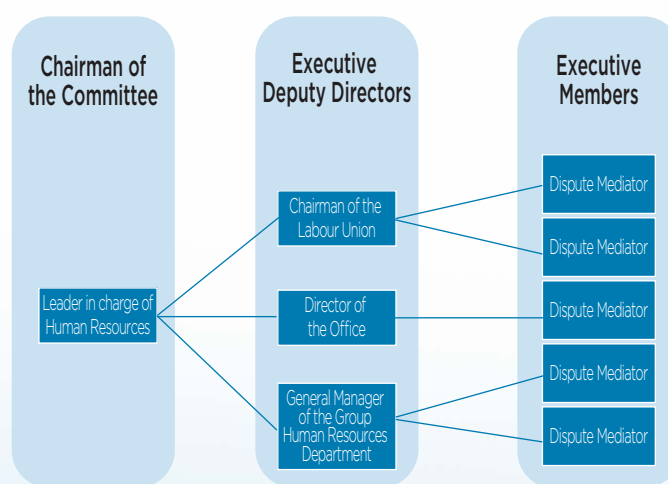 Chairman of
the Committee
Executive
Deputy Directors
Executive
Members
Leader in charge of
Human Resources
Chairman of the
Labour Union
Director of
the Office
General Manager
of the Group
Human Resources
Department
Dispute Mediator
Dispute Mediator
Dispute Mediator
Dispute Mediator
Dispute Mediator